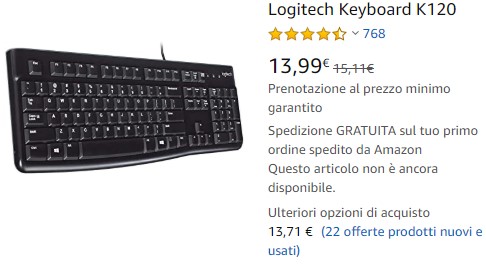 Logitech Keyboard K120
768
13,99€ 15,11€
Prenotazione al prezzo minimo
garantito
Spedizione GRATUITA sul tuo primo
ordine spedito da Amazon
Questo articolo non è ancora
disponibile.
Ulteriori opzioni di acquisto
13,71 € (22 offerte prodotti nuovi e
usati)
logitech